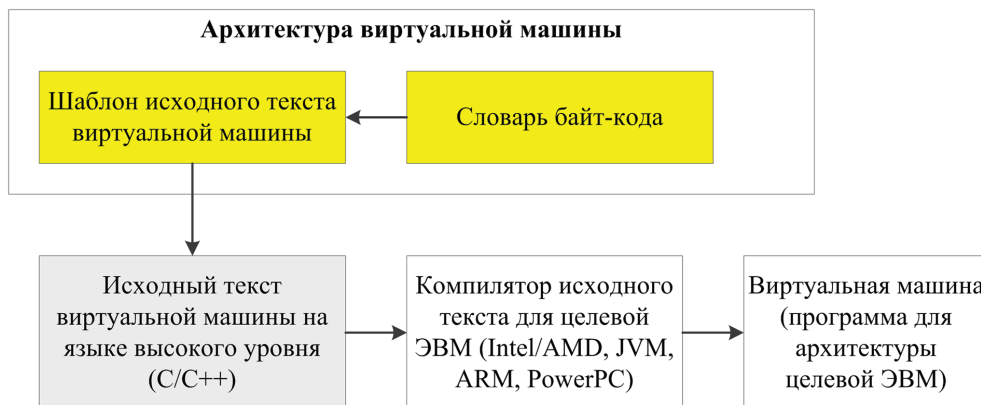 Архитектура виртуальной машины
Шаблон исходного текста
виртуальной машины
Словарь байт-кода
Исходный текст
виртуальной машины на
языке высокого уровня
(C/C++)
Компилятор исходного
текста для целевой
ЭВМ (Intel/AMD, JVM,
ARM, PowerPC)
Виртуальная машина
(программа для
архитектуры
целевой ЭВМ)